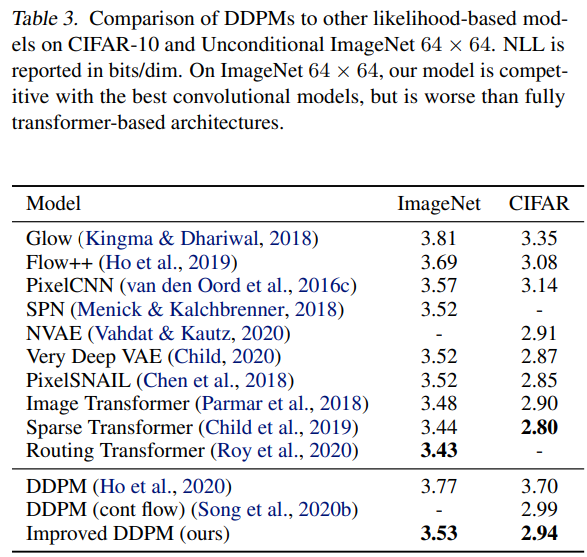 Table 3. Comparison of DDPMs to other likelihood-based mod-
els on CIFAR-10 and Unconditional ImageNet 64 × 64. NLL is
reported in bits/dim. On ImageNet 64 × 64, our model is compet-
itive with the best convolutional models, but is worse than fully
transformer-based architectures.
Model ImageNet CIFAR
Glow (Kingma & Dhariwal, 2018) 3.81 3.35
Flow++ (Ho et al., 2019) 3.69 3.08
PixelCNN (van den Oord et al., 2016c) 3.57 3.14
SPN (Menick & Kalchbrenner, 2018) 3.52 -
NVAE (Vahdat & Kautz, 2020) - 2.91
Very Deep VAE (Child, 2020) 3.52 2.87
PixelSNAIL (Chen et al., 2018) 3.52 2.85
Image Transformer (Parmar et al., 2018) 3.48 2.90
Sparse Transformer (Child et al., 2019) 3.44 2.80
Routing Transformer (Roy et al., 2020) 3.43 -
DDPM (Ho et al., 2020) 3.77 3.70
DDPM (cont flow) (Song et al., 2020b) - 2.99
Improved DDPM (ours) 3.53 2.94